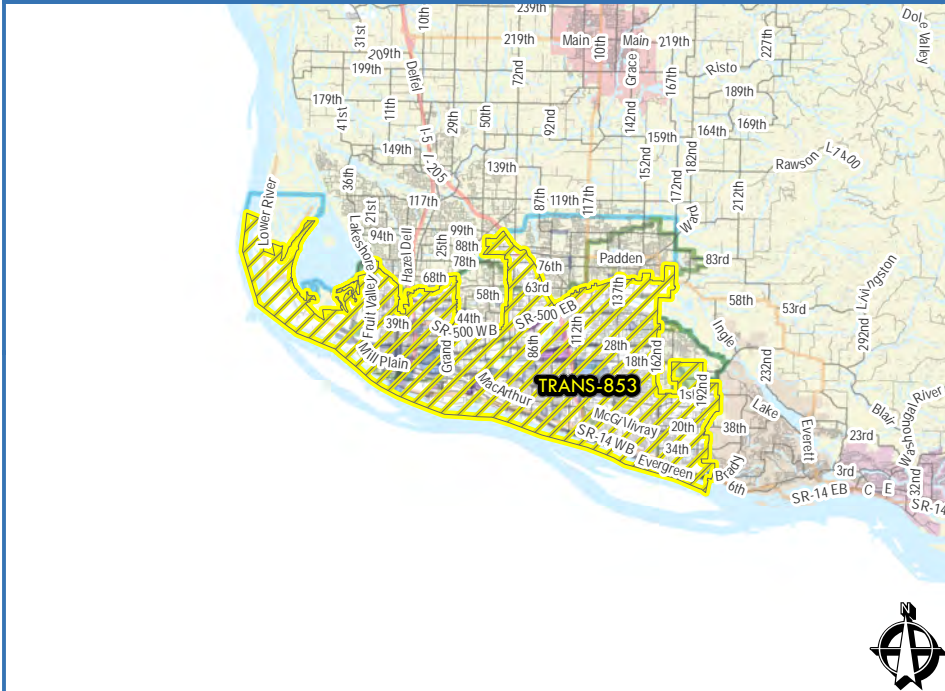 239th
10th
Dole Valley
31st
219th
Main
10th
Main
219th
227th
209th
199th
Delfel
72nd
Grace
167th
Risto
189th
179th
41st
11th
29th
50th
92nd
142nd
169th
164th
159th
I-5
I-205
149th
139th
152nd
182nd
Rawson
L-1400
36th
172nd
212th
117th
87th
119th
117th
Lower River
21st
Ward
Lakeshore
94th
Hazel Dell
25th
99th
88th
78th
76th
Padden
83rd
68th
63rd
58th
137th
Livingston
58th
53rd
Fruit Valley
39th
44th
SR-500 WB
SR-500 EB
112th
Ingle
292nd
Mill Plain
Grand
86th
28th
18th
162nd
232nd
TRANS-853
MacArthur
1st
192nd
Lake
Blair
Washougal River
McGillivray
20th
38th
Everett
23rd
SR-14 WB
34th
Evergreen
Brady
6th
3rd
SR-14 EB
C
E
32nd
SR-14
N